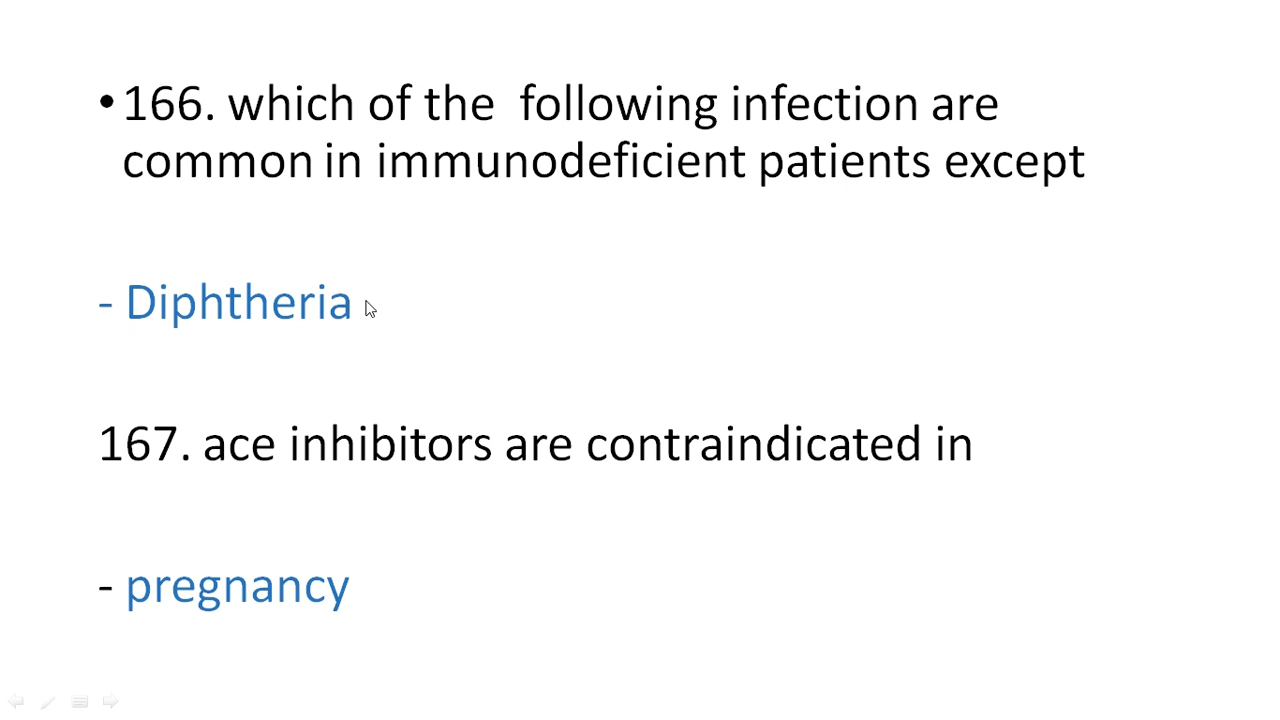 • 166. which of the  following infection are
common in immunodeficient patients except
- Diphtheria
167. ace inhibitors are contraindicated in
- pregnancy